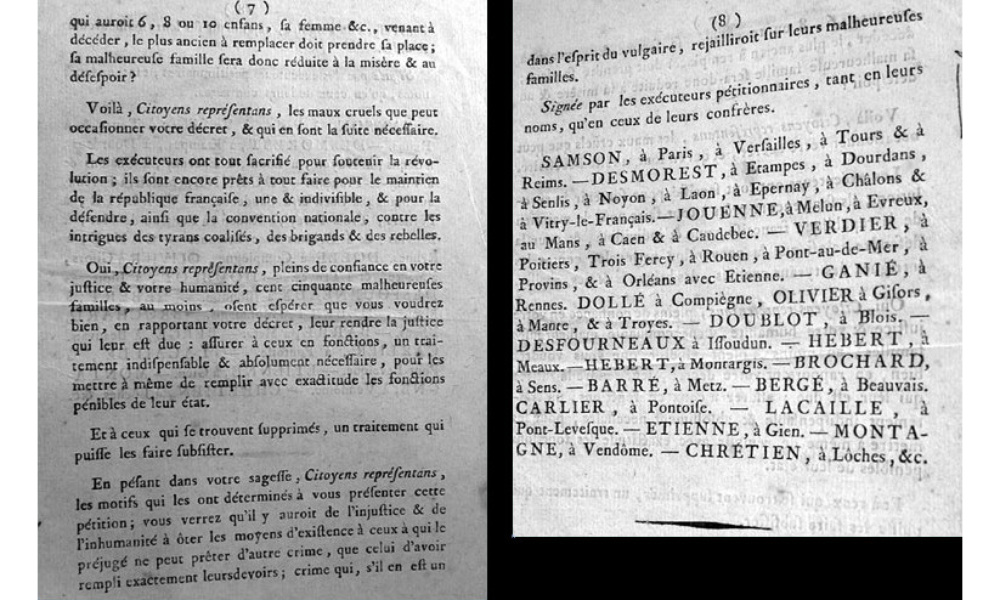 ( 7 )
qui auroit 6, 8 ou 10 enfans, ſa femme &c., venant à
décéder, le plus ancien à remplacer doit prendre ſa place;
ſa malheureuſe famille ſera donc réduite à la miſère & au
déſeſpoir?
Voilà, Citoyens repréſentans, les maux cruels que peut
occaſionner votre décret, & qui en ſont la ſuite néceſſaire.
Les exécuteurs ont tout ſacrifié pour ſoutenir la révo-
lution; ils ſont encore prêts à tout faire pour le maintien
de la république françaiſe, une & indiviſible, & pour la
défendre, ainſi que la convention nationale, contre les
intrigues des tyrans coaliſés, des brigands & des rebelles.
Oui, Citoyens repréſentans, pleins de confiance en votre
juſtice & votre humanité, cent cinquante malheureuſes
familles, au moins, oſent eſpérer que vous voudrez
bien, en rapportant votre décret, leur rendre la juſtice
qui leur eſt due : aſſurer à ceux en fonctions, un trai-
tement indiſpenſable & abſolument néceſſaire, pour les
mettre à même de remplir avec exactitude les fonctions
pénibles de leur état.
Et à ceux qui ſe trouvent ſupprimés, un traitement qui
puiſſe les faire ſubſiſter.
En péſant dans votre sageſſe, Citoyens repréſentans,
les motifs qui les ont déterminés à vous préſenter cette
pétition; vous verrez qu'il y auroit de l'injuſtice & de
l'inhumanité à ôter les moyens d'exiſtence à ceux à qui le
préjugé ne peut prêter d'autre crime, que celui d'avoir
rempli exactement leursdevoirs; crime qui, s'il en eſt un
(8)
dans l'eſprit du vulgaire, rejailliroit ſur leurs malheureuſes
familles.
Signée par les exécuteurs pétitionnaires, tant en leurs
noms, qu'en ceux de leurs confrères.
SAMSON, à Paris, à Verſailles, à Tours & à
Reims. — DESMOREST, à Etampes, à Dourdans,
à Senlis, à Noyon, à Laon, à Epernay, à Châlons &
à Vitry-le-Français. — JOUENNE, à Melun, à Evreux,
au Mans, à Caen & à Caudebec. — VERDIER, à
Poitiers, Trois Ferey, à Rouen, à Pont-au-de-Mer, à
Provins, & à Orléans avec Etienne. — GANIÉ, à
Rennes. DOLLÉ à Compiègne, OLIVIER à Giſors,
à Mante, & à Troyes. — DOUBLOT, à Blois. —
DESFOURNEAUX à Iſſoudun. — HEBERT, à
Meaux. — HEBERT, à Montargis. — BROCHARD,
à Sens. — BARRÉ, à Metz. — BERGÉ, à Beauvais.
CARLIER, à Pontoiſe. — LACAILLE, à
Pont-Leveſque. — ETIENNE, à Gien. — MONTA-
GNE, à Vendôme. — CHRÉTIEN, à Lôches, &c.